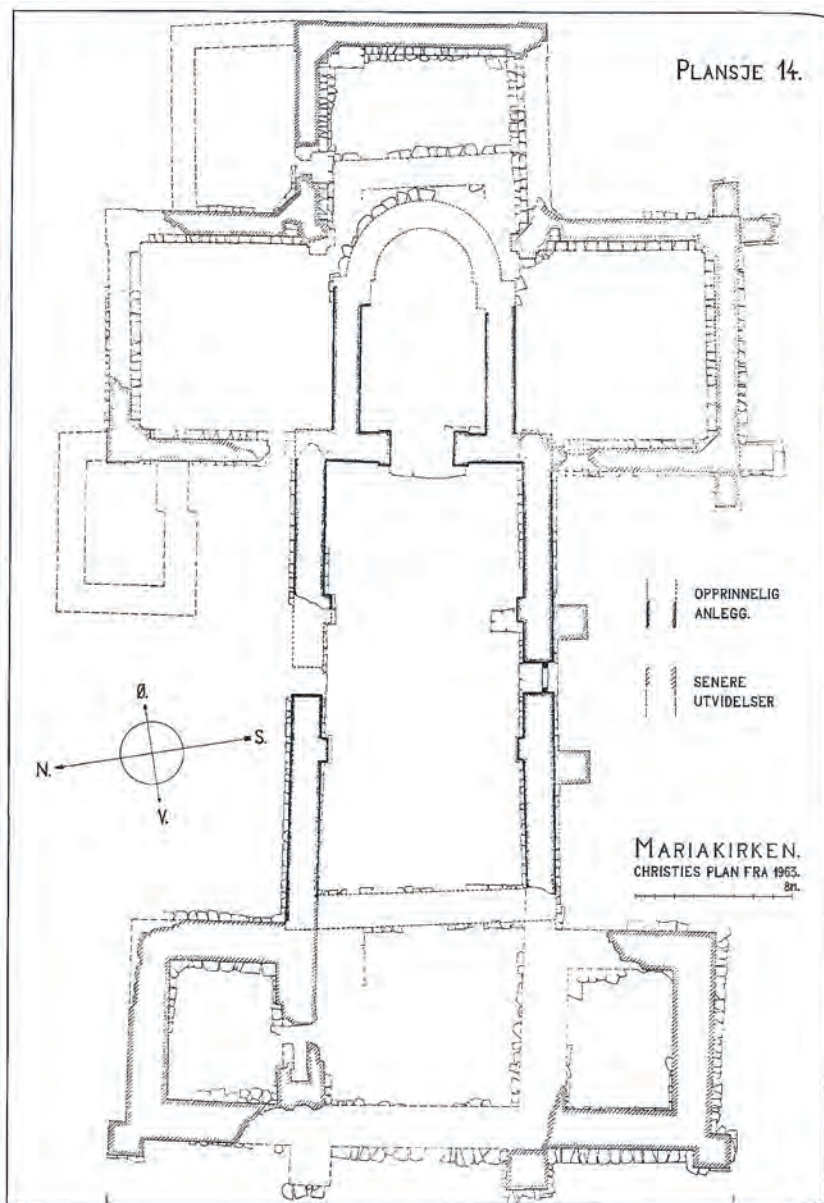 PLANSJE 14.
OPPRINNELIG
ANLEGG.
SENERE
UTVIDELSER
Ø.
N.
S.
V.
MARIAKIRKEN.
CHRISTIES PLAN FRA 1963.
8m.